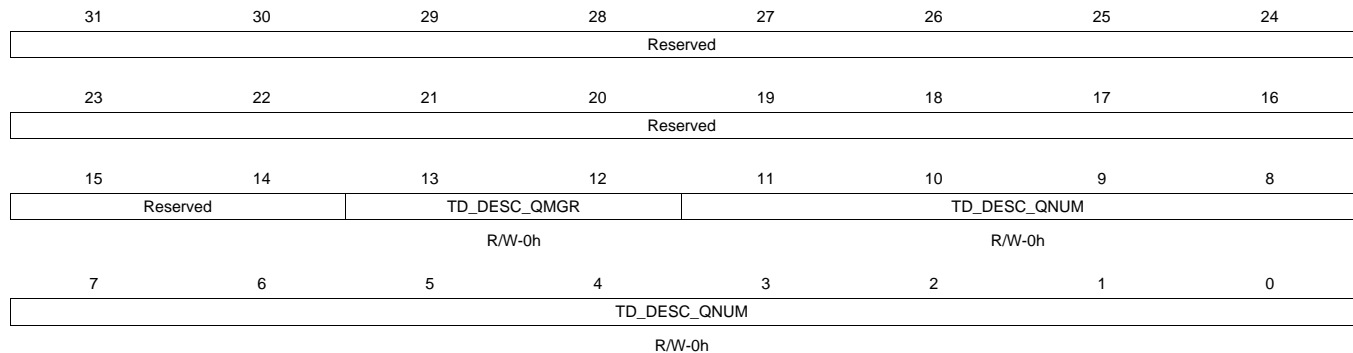 31 30 29 28 27 26 25 24
Reserved
23 22 21 20 19 18 17 16
Reserved
15 14 13 12 11 10 9 8
Reserved TD_DESC_QMGR TD_DESC_QNUM
R/W-0h R/W-0h
7 6 5 4 3 2 1 0
TD_DESC_QNUM
R/W-0h